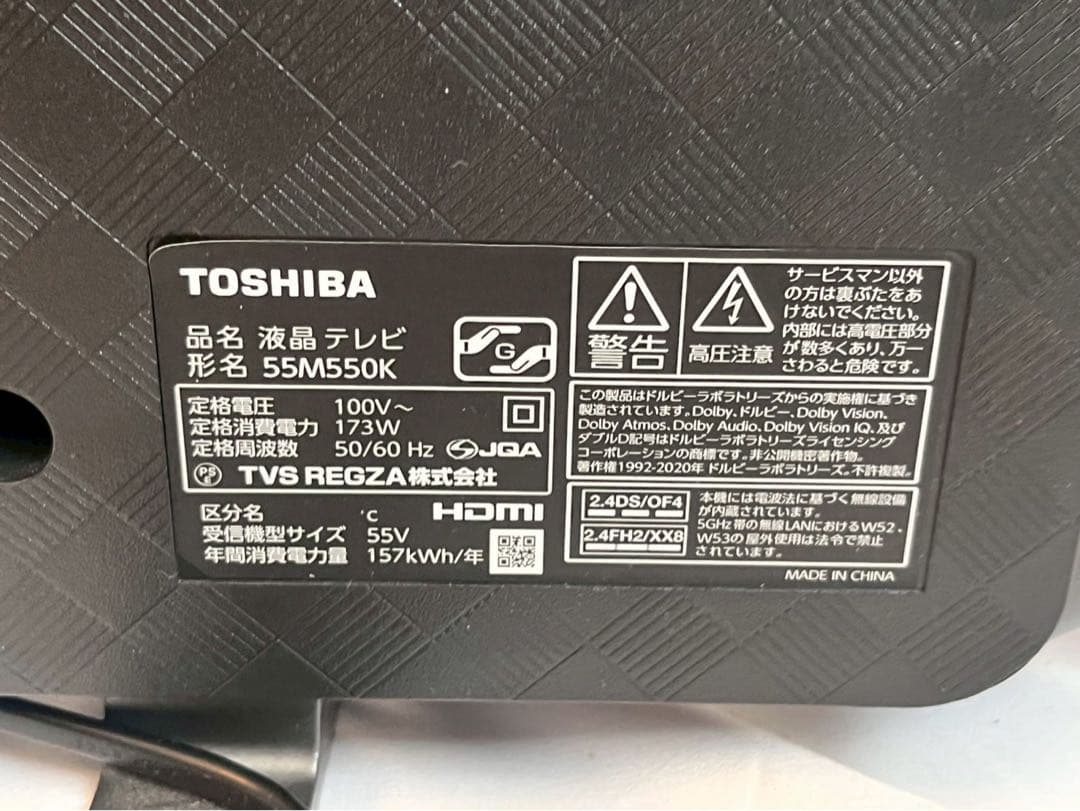 TOSHIBA
品名 液晶テレビ
形名 55M550K
G
定格電圧 100V～
定格消費電力 173W
定格周波数 50/60 Hz
JQA
PS
E
TVS REGZA株式会社
区分名 c
HDMI
受信機型サイズ 55V
年間消費電力量 157kWh/年
警告
高圧注意
サービスマン以外
の方は裏ぶたをあ
けないでください。
内部には高電圧部分
が数多くあり、万一
さわると危険です。
この製品はドルビーラボラトリーズからの実施権に基づき
製造されています。Dolby、ドルビー、Dolby Vision、
Dolby Atmos、Dolby Audio、Dolby Vision IQ、及び
ダブルD記号はドルビーラボラトリーズライセンシング
コーポレーションの商標です。非公開機密著作物。
著作権1992-2020年 ドルビーラボラトリーズ。不許複製。
2.4DS/OF4
2.4FH2/XX8
本機には電波法に基づく無線設備
が内蔵されています。
5GHz 帯の無線LANにおけるW52、
W53の屋外使用は法令で禁止
されています。
MADE IN CHINA